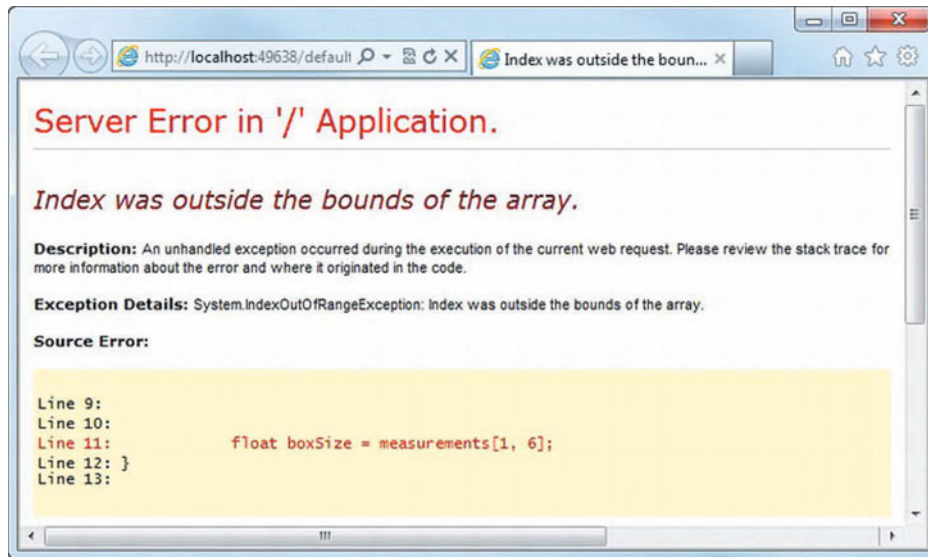 http://localhost:49638/default
Index was outside the boun...
Server Error in '/' Application.
Index was outside the bounds of the array.
Description: An unhandled exception occurred during the execution of the current web request. Please review the stack trace for
more information about the error and where it originated in the code.
Exception Details: System.IndexOutOfRangeException: Index was outside the bounds of the array.
Source Error:
Line 9:
Line 10:
Line 11: float boxSize = measurements[1, 6];
Line 12: }
Line 13: